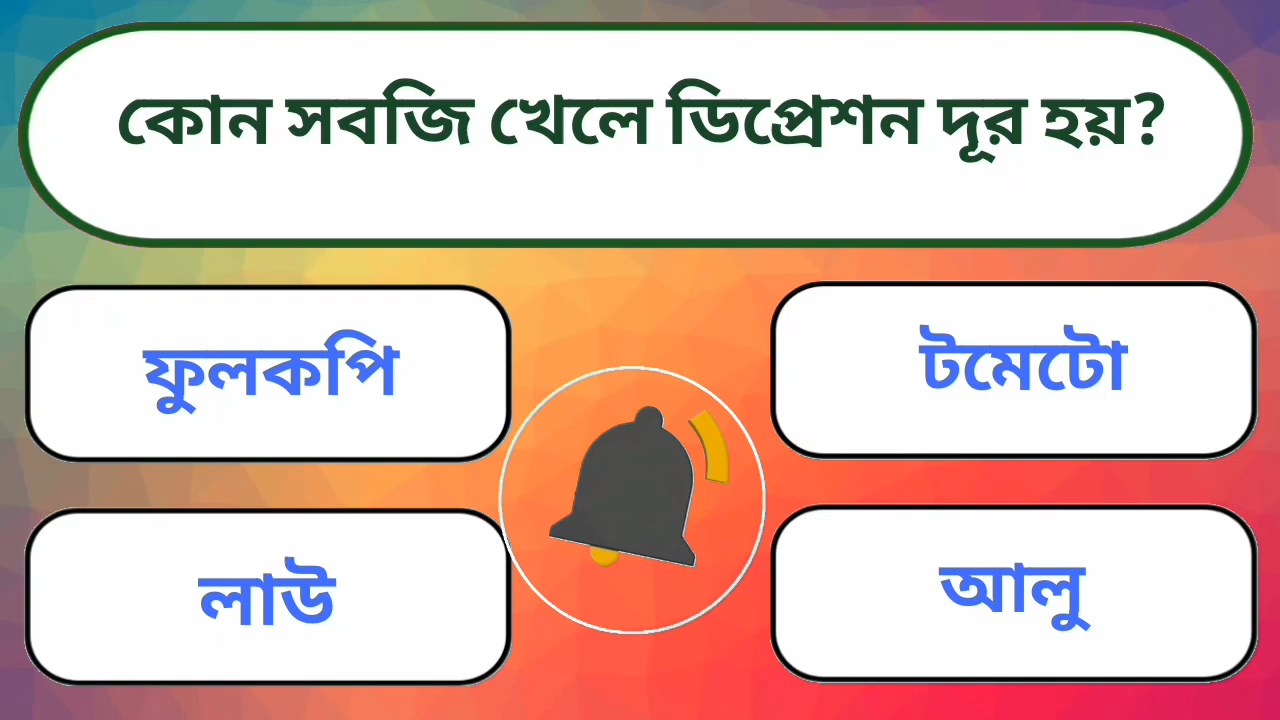 কোন সবজি খেলে ডিপ্রেশন দূর হয়?
ফুলকপি
টমেটো
লাউ
আলু